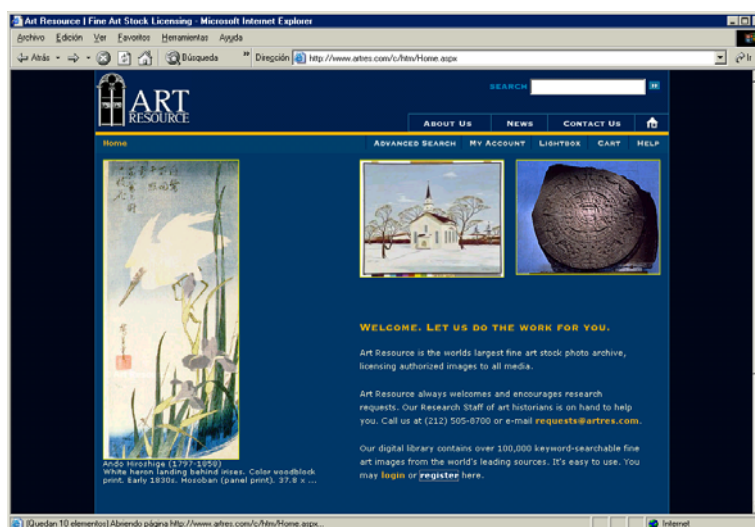 Art Resource | Fine Art Stock Licensing - Microsoft Internet Explorer
Archivo Edición Ver Favoritos Herramientas Ayuda
Atrás Búsqueda » Dirección http://www.artres.com/c/htm/Home.aspx Ir
SEARCH
ART
RESOURCE
ABOUT US NEWS CONTACT US
Home ADVANCED SEARCH MY ACCOUNT LIGHTBOX CART HELP
WELCOME. LET US DO THE WORK FOR YOU.
Art Resource is the worlds largest fine art stock photo archive,
licensing authorized images to all media.
Art Resource always welcomes and encourages research
requests. Our Research Staff of art historians is on hand to help
you. Call us at (212) 505-8700 or e-mail requests@artres.com.
Our digital library contains over 100,000 keyword-searchable fine
art images from the world's leading sources. It's easy to use. You
may login or register here.
Ando Hiroshige (1797-1858)
White heron landing behind irises. Color woodblock
print. Early 1830s. Hosoban (panel print). 37.8 x ...
(Quedan 10 elementos) Abriendo página http://www.artres.com/c/htm/Home.aspx... Internet